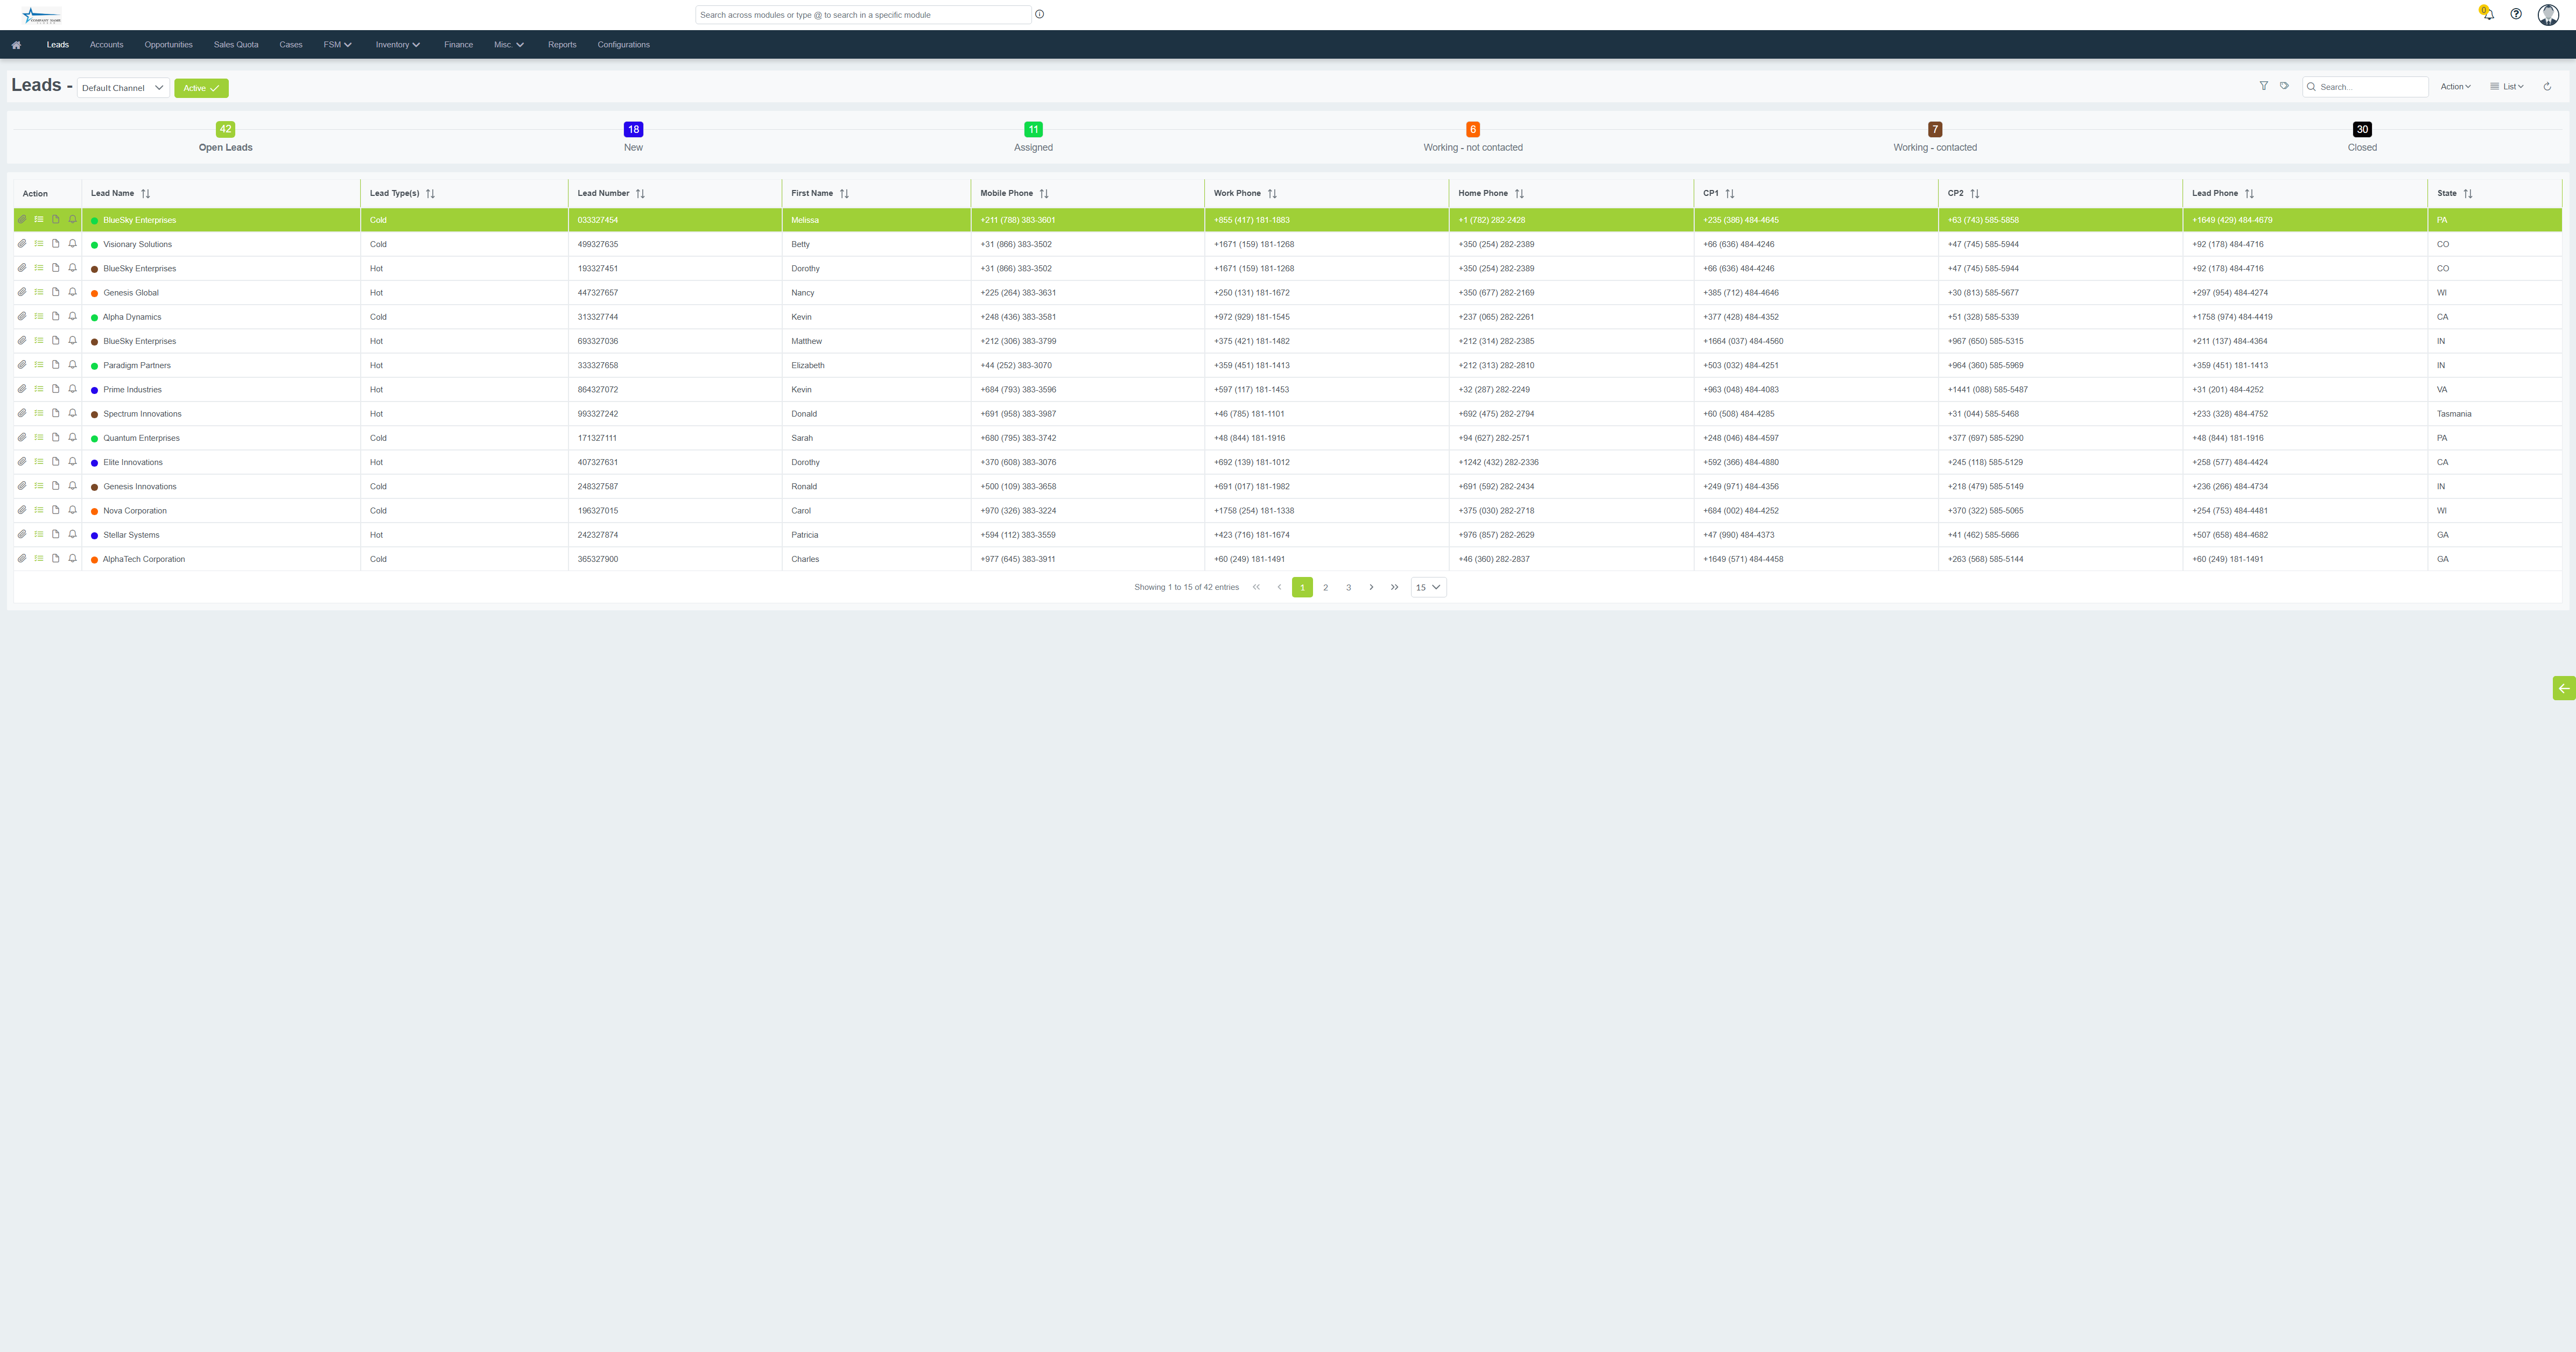 COMPANY NAME
Search across modules or type @ to search in a specific module
0
Leads Accounts Opportunities Sales Quota Cases FSM Inventory Finance Misc. Reports Configurations
Leads - Default Channel Active Search... Action List
42 18 11 6 7 30
Open Leads New Assigned Working - not contacted Working - contacted Closed
Action Lead Name Lead Type(s) Lead Number First Name Mobile Phone Work Phone Home Phone CP1 CP2 Lead Phone State
BlueSky Enterprises Cold 033327454 Melissa +211 (788) 383-3601 +855 (417) 181-1883 +1 (782) 282-2428 +235 (386) 484-4645 +63 (743) 585-5858 +1649 (429) 484-4679 PA
Visionary Solutions Cold 499327635 Betty +31 (866) 383-3502 +1671 (159) 181-1268 +350 (254) 282-2389 +66 (636) 484-4246 +47 (745) 585-5944 +92 (178) 484-4716 CO
BlueSky Enterprises Hot 193327451 Dorothy +31 (866) 383-3502 +1671 (159) 181-1268 +350 (254) 282-2389 +66 (636) 484-4246 +47 (745) 585-5944 +92 (178) 484-4716 CO
Genesis Global Hot 447327657 Nancy +225 (264) 383-3631 +250 (131) 181-1672 +350 (677) 282-2169 +385 (712) 484-4646 +30 (813) 585-5677 +297 (954) 484-4274 WI
Alpha Dynamics Cold 313327744 Kevin +248 (436) 383-3581 +972 (929) 181-1545 +237 (065) 282-2261 +377 (428) 484-4352 +51 (328) 585-5339 +1758 (974) 484-4419 CA
BlueSky Enterprises Hot 693327036 Matthew +212 (306) 383-3799 +375 (421) 181-1482 +212 (314) 282-2385 +1664 (037) 484-4560 +967 (650) 585-5315 +211 (137) 484-4364 IN
Paradigm Partners Hot 333327658 Elizabeth +44 (252) 383-3070 +359 (451) 181-1413 +212 (313) 282-2810 +503 (032) 484-4251 +964 (360) 585-5969 +359 (451) 181-1413 IN
Prime Industries Hot 864327072 Kevin +684 (793) 383-3596 +597 (117) 181-1453 +32 (287) 282-2249 +963 (048) 484-4083 +1441 (088) 585-5487 +31 (201) 484-4252 VA
Spectrum Innovations Hot 993327242 Donald +691 (958) 383-3987 +46 (785) 181-1101 +692 (475) 282-2794 +60 (508) 484-4285 +31 (044) 585-5468 +233 (328) 484-4752 Tasmania
Quantum Enterprises Cold 171327111 Sarah +680 (795) 383-3742 +48 (844) 181-1916 +94 (627) 282-2571 +248 (046) 484-4597 +377 (697) 585-5290 +48 (844) 181-1916 PA
Elite Innovations Hot 407327631 Dorothy +370 (608) 383-3076 +692 (139) 181-1012 +1242 (432) 282-2336 +592 (366) 484-4880 +245 (118) 585-5129 +258 (577) 484-4424 CA
Genesis Innovations Cold 248327587 Ronald +500 (109) 383-3658 +691 (017) 181-1982 +691 (592) 282-2434 +249 (971) 484-4356 +218 (479) 585-5149 +236 (266) 484-4734 IN
Nova Corporation Cold 196327015 Carol +970 (326) 383-3224 +1758 (254) 181-1338 +375 (030) 282-2718 +684 (002) 484-4252 +370 (322) 585-5065 +254 (753) 484-4481 WI
Stellar Systems Hot 242327874 Patricia +594 (112) 383-3559 +423 (716) 181-1674 +976 (857) 282-2629 +47 (990) 484-4373 +41 (462) 585-5666 +507 (658) 484-4682 GA
AlphaTech Corporation Cold 365327900 Charles +977 (645) 383-3911 +60 (249) 181-1491 +46 (360) 282-2837 +1649 (571) 484-4458 +263 (568) 585-5144 +60 (249) 181-1491 GA
Showing 1 to 15 of 42 entries 1 2 3 15